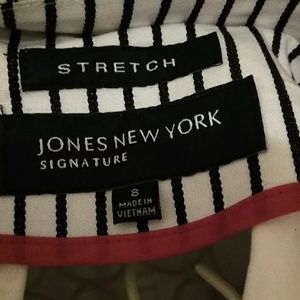 STRETCH
JONES NEW YORK
SIGNATURE
8
MADE IN
VIETNAM